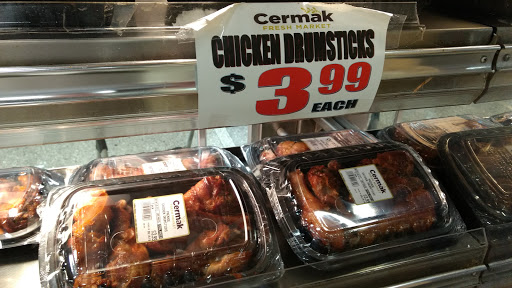 Cermak
FRESH MARKET
CHICKEN DRUMSTICKS
$ 3 99
EACH
Cermak
Cermak